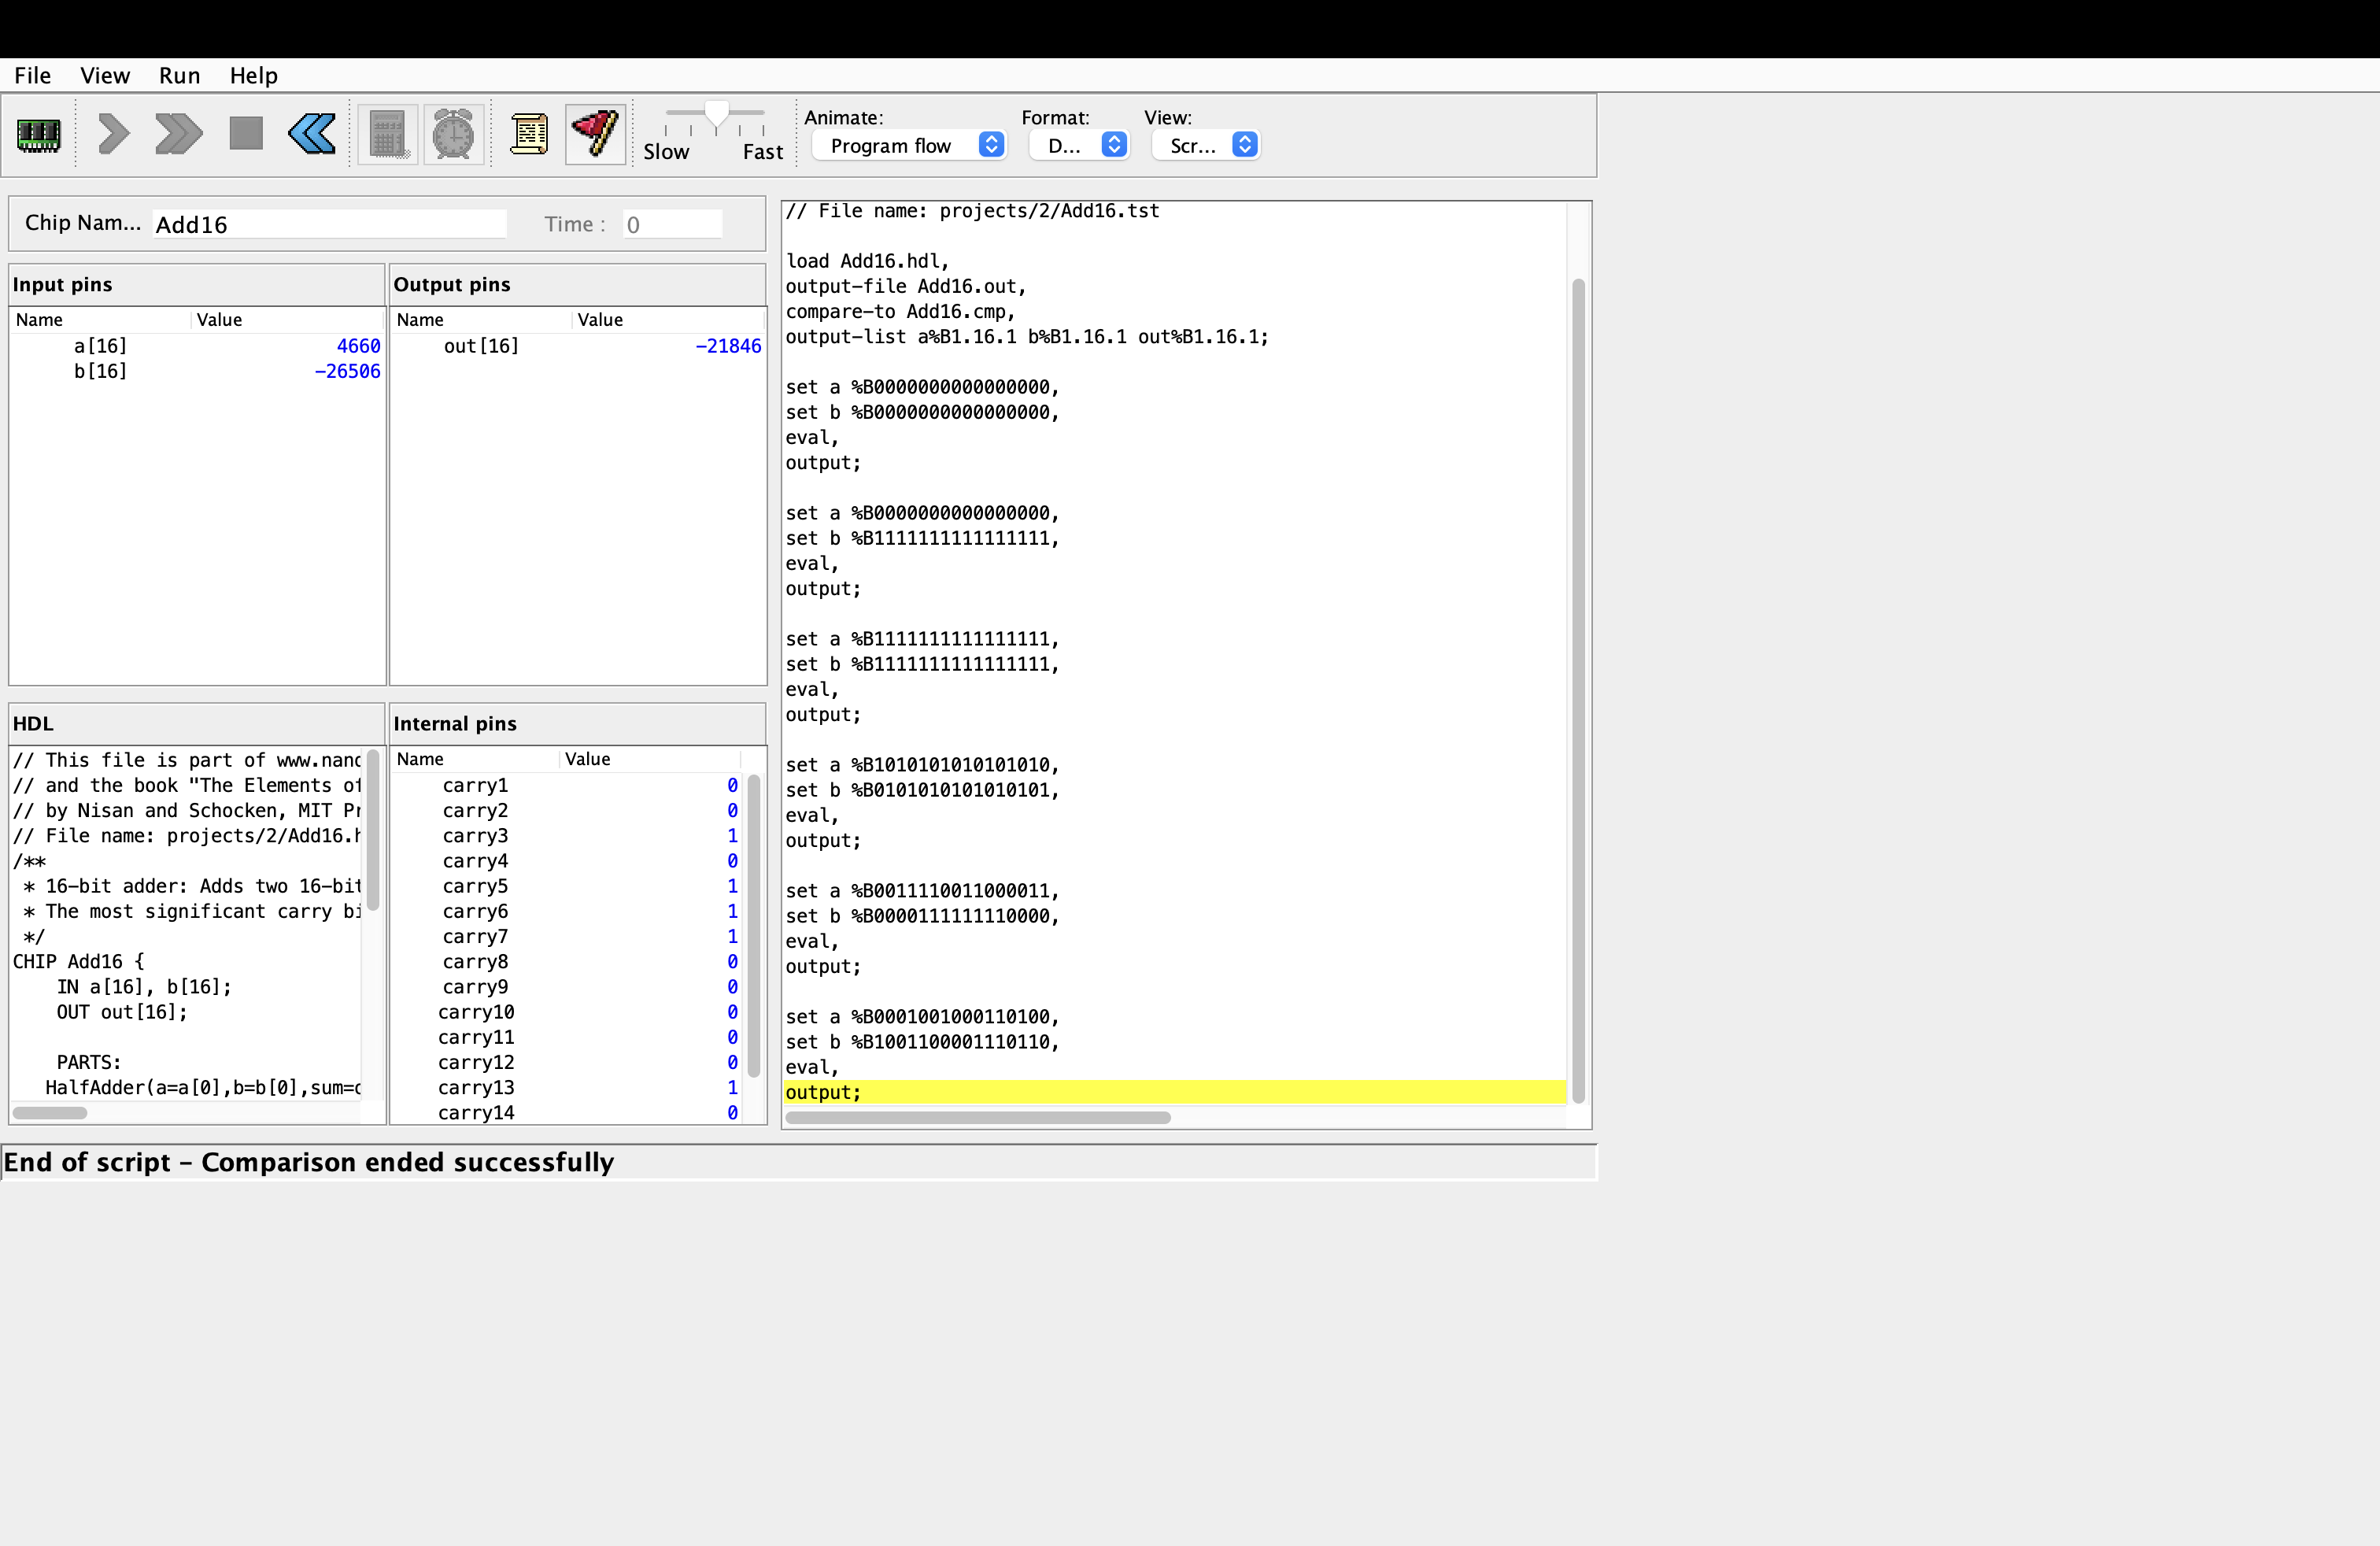 File View Run Help
Slow Fast
Animate:
Program flow
Format:
D...
View:
Scr...
Chip Nam... Add16 Time : 0
Input pins
Name Value
a[16] 4660
b[16] -26506
Output pins
Name Value
out[16] -21846
HDL
// This file is part of www.nand
// and the book "The Elements of
// by Nisan and Schocken, MIT Pr
// File name: projects/2/Add16.h
/**
* 16-bit adder: Adds two 16-bit
* The most significant carry bi
*/
CHIP Add16 {
IN a[16], b[16];
OUT out[16];
PARTS:
HalfAdder(a=a[0],b=b[0],sum=o
Internal pins
Name Value
carry1 0
carry2 0
carry3 1
carry4 0
carry5 1
carry6 1
carry7 1
carry8 0
carry9 0
carry10 0
carry11 0
carry12 0
carry13 1
carry14 0
// File name: projects/2/Add16.tst
load Add16.hdl,
output-file Add16.out,
compare-to Add16.cmp,
output-list a%B1.16.1 b%B1.16.1 out%B1.16.1;
set a %B0000000000000000,
set b %B0000000000000000,
eval,
output;
set a %B0000000000000000,
set b %B1111111111111111,
eval,
output;
set a %B1111111111111111,
set b %B1111111111111111,
eval,
output;
set a %B1010101010101010,
set b %B0101010101010101,
eval,
output;
set a %B0011110011000011,
set b %B0000111111110000,
eval,
output;
set a %B0001001000110100,
set b %B1001100001110110,
eval,
output;
End of script - Comparison ended successfully